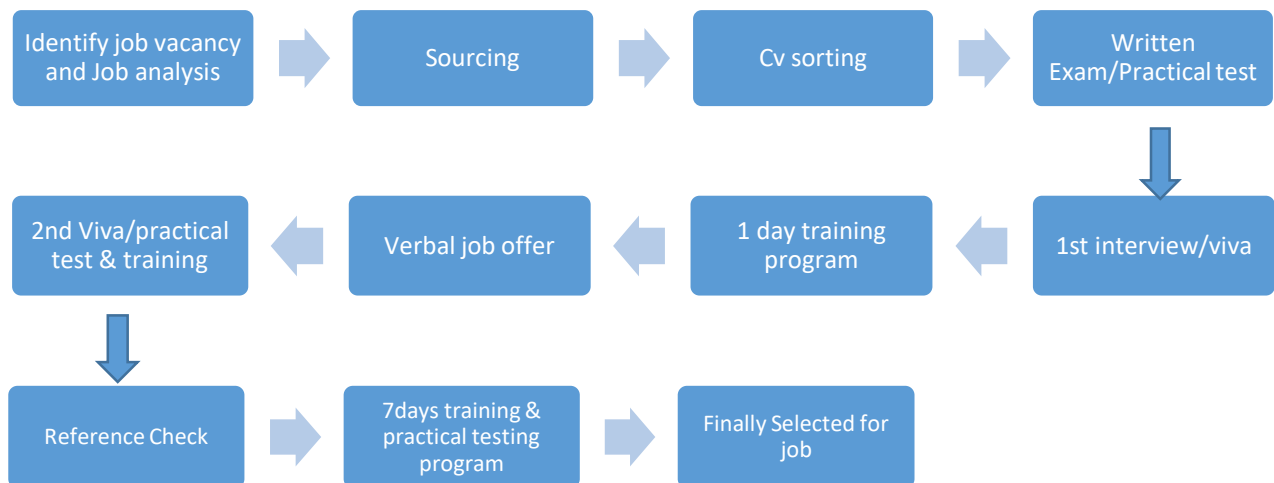 Identify job vacancy
and Job analysis
Sourcing
Cv sorting
Written
Exam/Practical test
1st interview/viva
1 day training
program
Verbal job offer
2nd Viva/practical
test & training
Reference Check
7days training &
practical testing
program
Finally Selected for
job